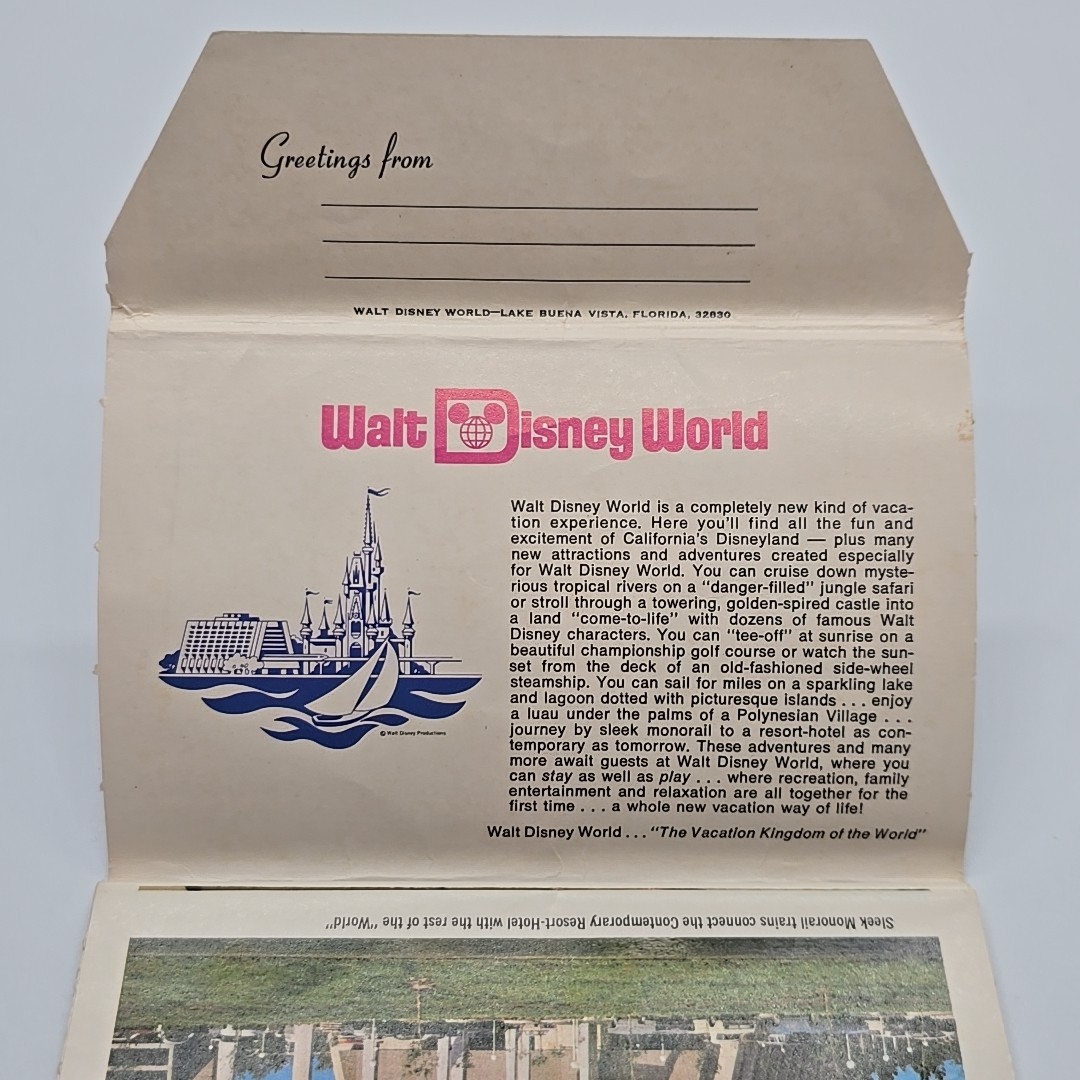 Greetings from
WALT DISNEY WORLD—LAKE BUENA VISTA, FLORIDA, 32830
Walt Disney World
Walt Disney World is a completely new kind of vaca-
tion experience. Here you'll find all the fun and
excitement of California's Disneyland — plus many
new attractions and adventures created especially
for Walt Disney World. You can cruise down myste-
rious tropical rivers on a "danger-filled" jungle safari
or stroll through a towering, golden-spired castle into
a land "come-to-life" with dozens of famous Walt
Disney characters. You can "tee-off" at sunrise on a
beautiful championship golf course or watch the sun-
set from the deck of an old-fashioned side-wheel
steamship. You can sail for miles on a sparkling lake
and lagoon dotted with picturesque islands . . . enjoy
a luau under the palms of a Polynesian Village . . .
journey by sleek monorail to a resort-hotel as con-
temporary as tomorrow. These adventures and many
more await guests at Walt Disney World, where you
can stay as well as play . . . where recreation, family
entertainment and relaxation are all together for the
first time . . . a whole new vacation way of life!
© Walt Disney Productions
Walt Disney World . . . "The Vacation Kingdom of the World"
Sleek Monorail trains connect the Contemporary Resort-Hotel with the rest of the "World"